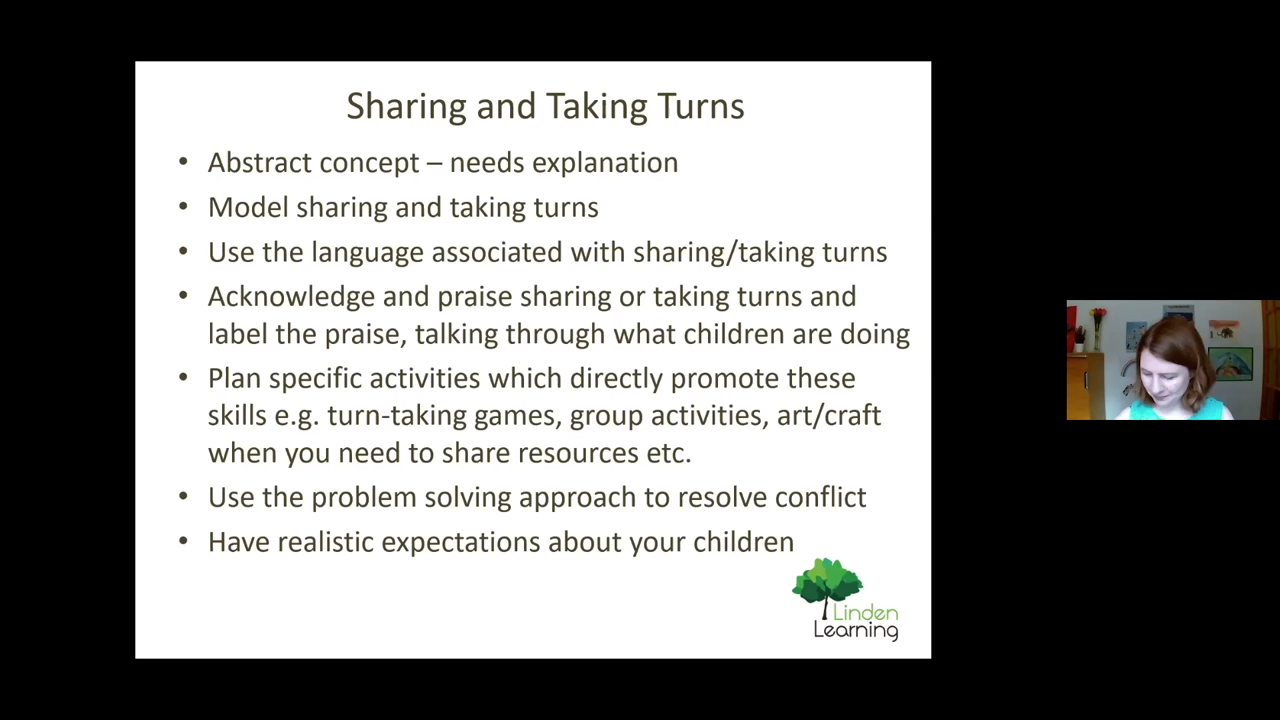 Sharing and Taking Turns
• Abstract concept – needs explanation
• Model sharing and taking turns
• Use the language associated with sharing/taking turns
• Acknowledge and praise sharing or taking turns and
label the praise, talking through what children are doing
• Plan specific activities which directly promote these
skills e.g. turn-taking games, group activities, art/craft
when you need to share resources etc.
• Use the problem solving approach to resolve conflict
• Have realistic expectations about your children
Linden
Learning